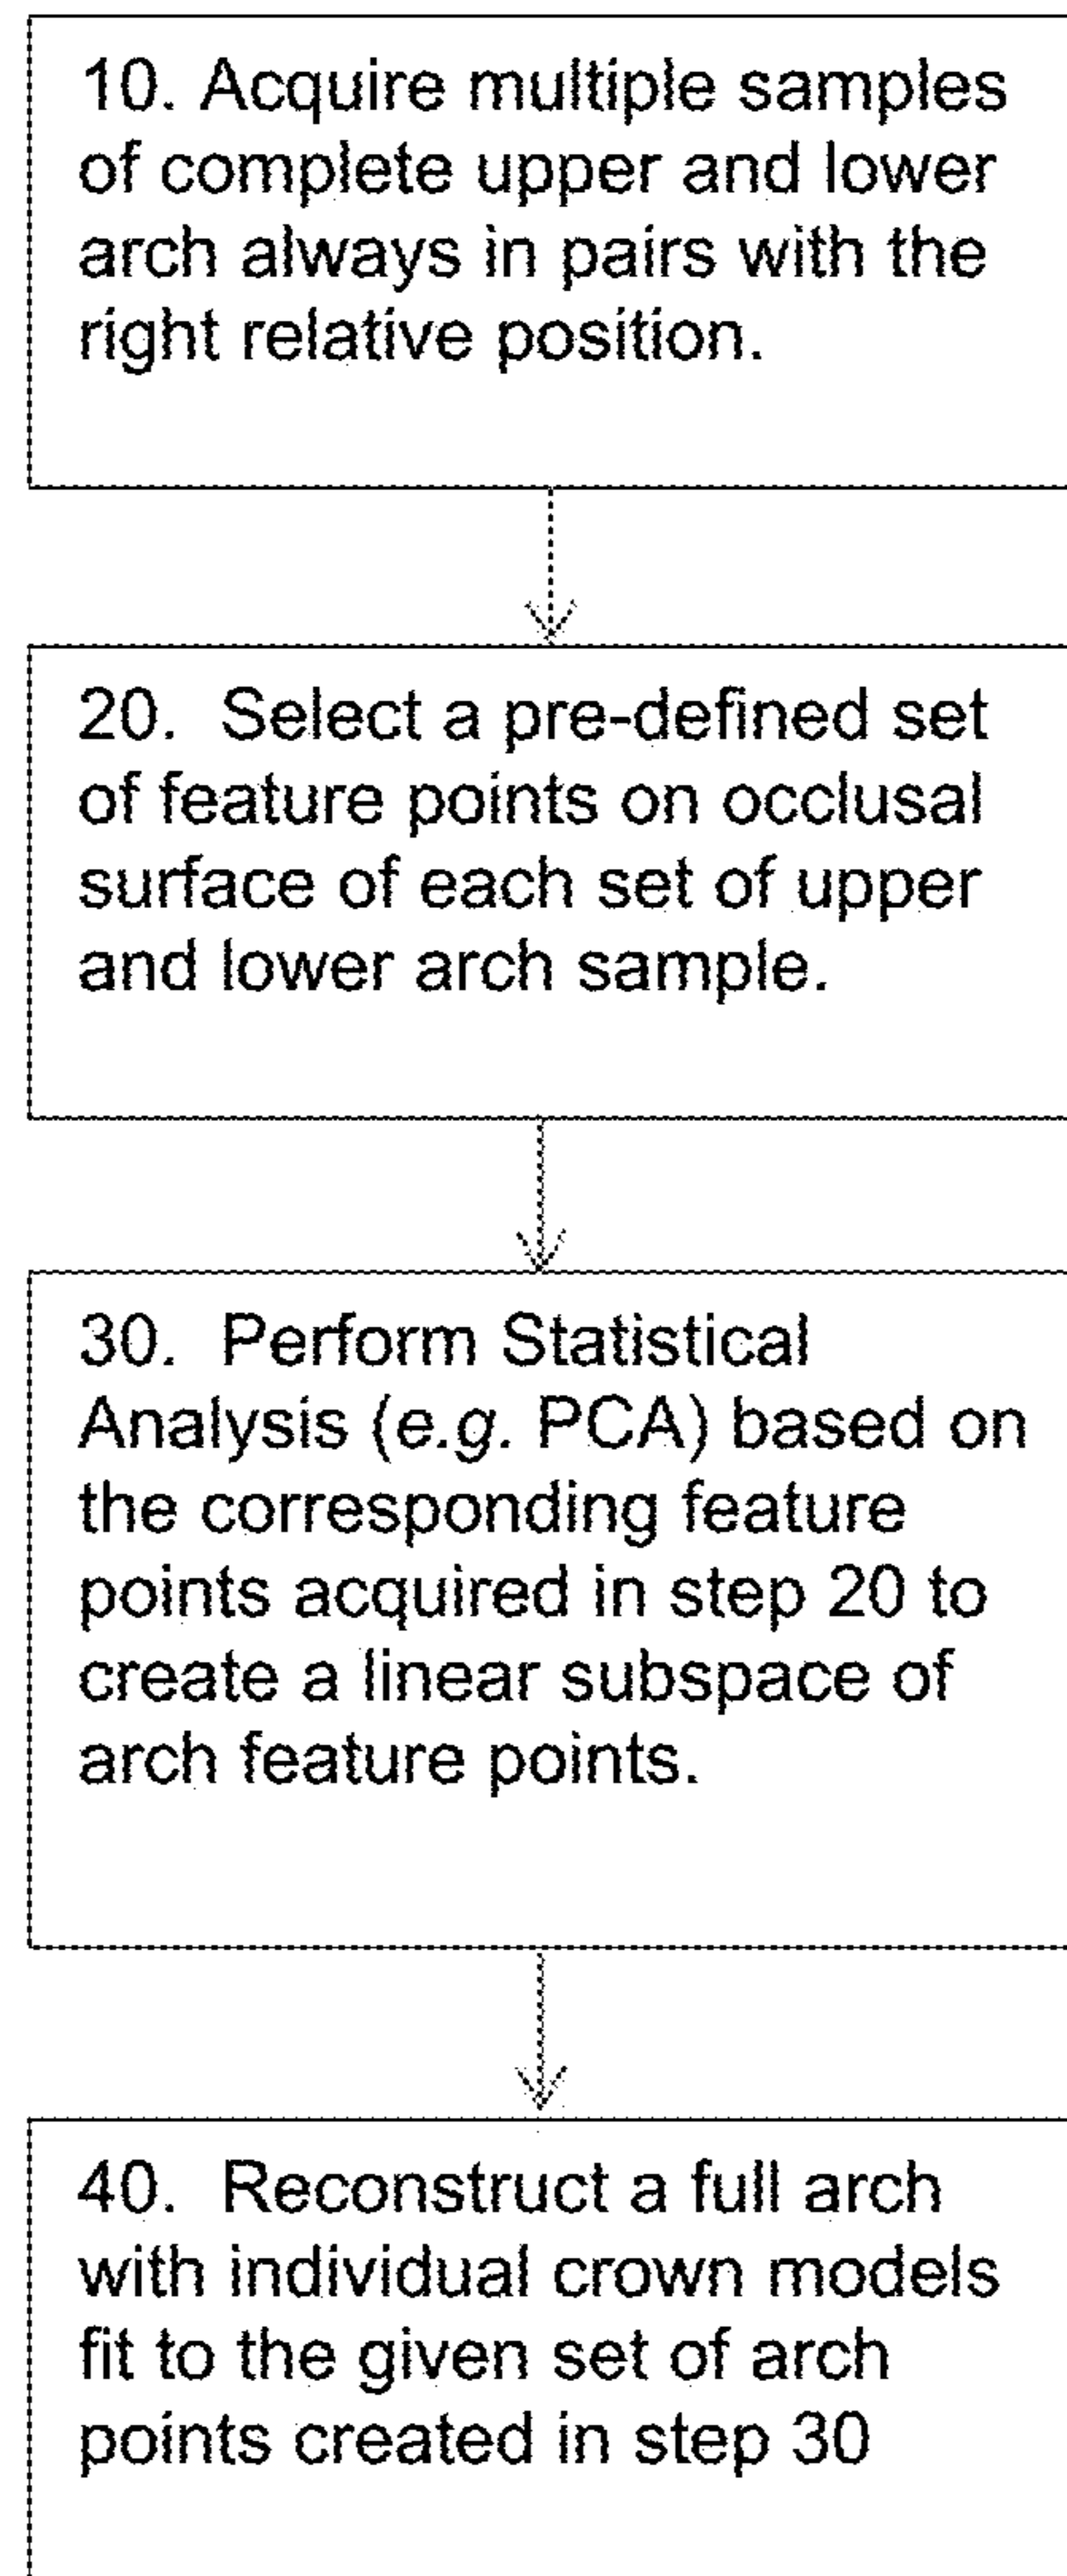 10. Acquire multiple samples
of complete upper and lower
arch always in pairs with the
right relative position.
20. Select a pre-defined set
of feature points on occlusal
surface of each set of upper
and lower arch sample.
30. Perform Statistical
Analysis (e.g. PCA) based on
the corresponding feature
points acquired in step 20 to
create a linear subspace of
arch feature points.
40. Reconstruct a full arch
with individual crown models
fit to the given set of arch
points created in step 30